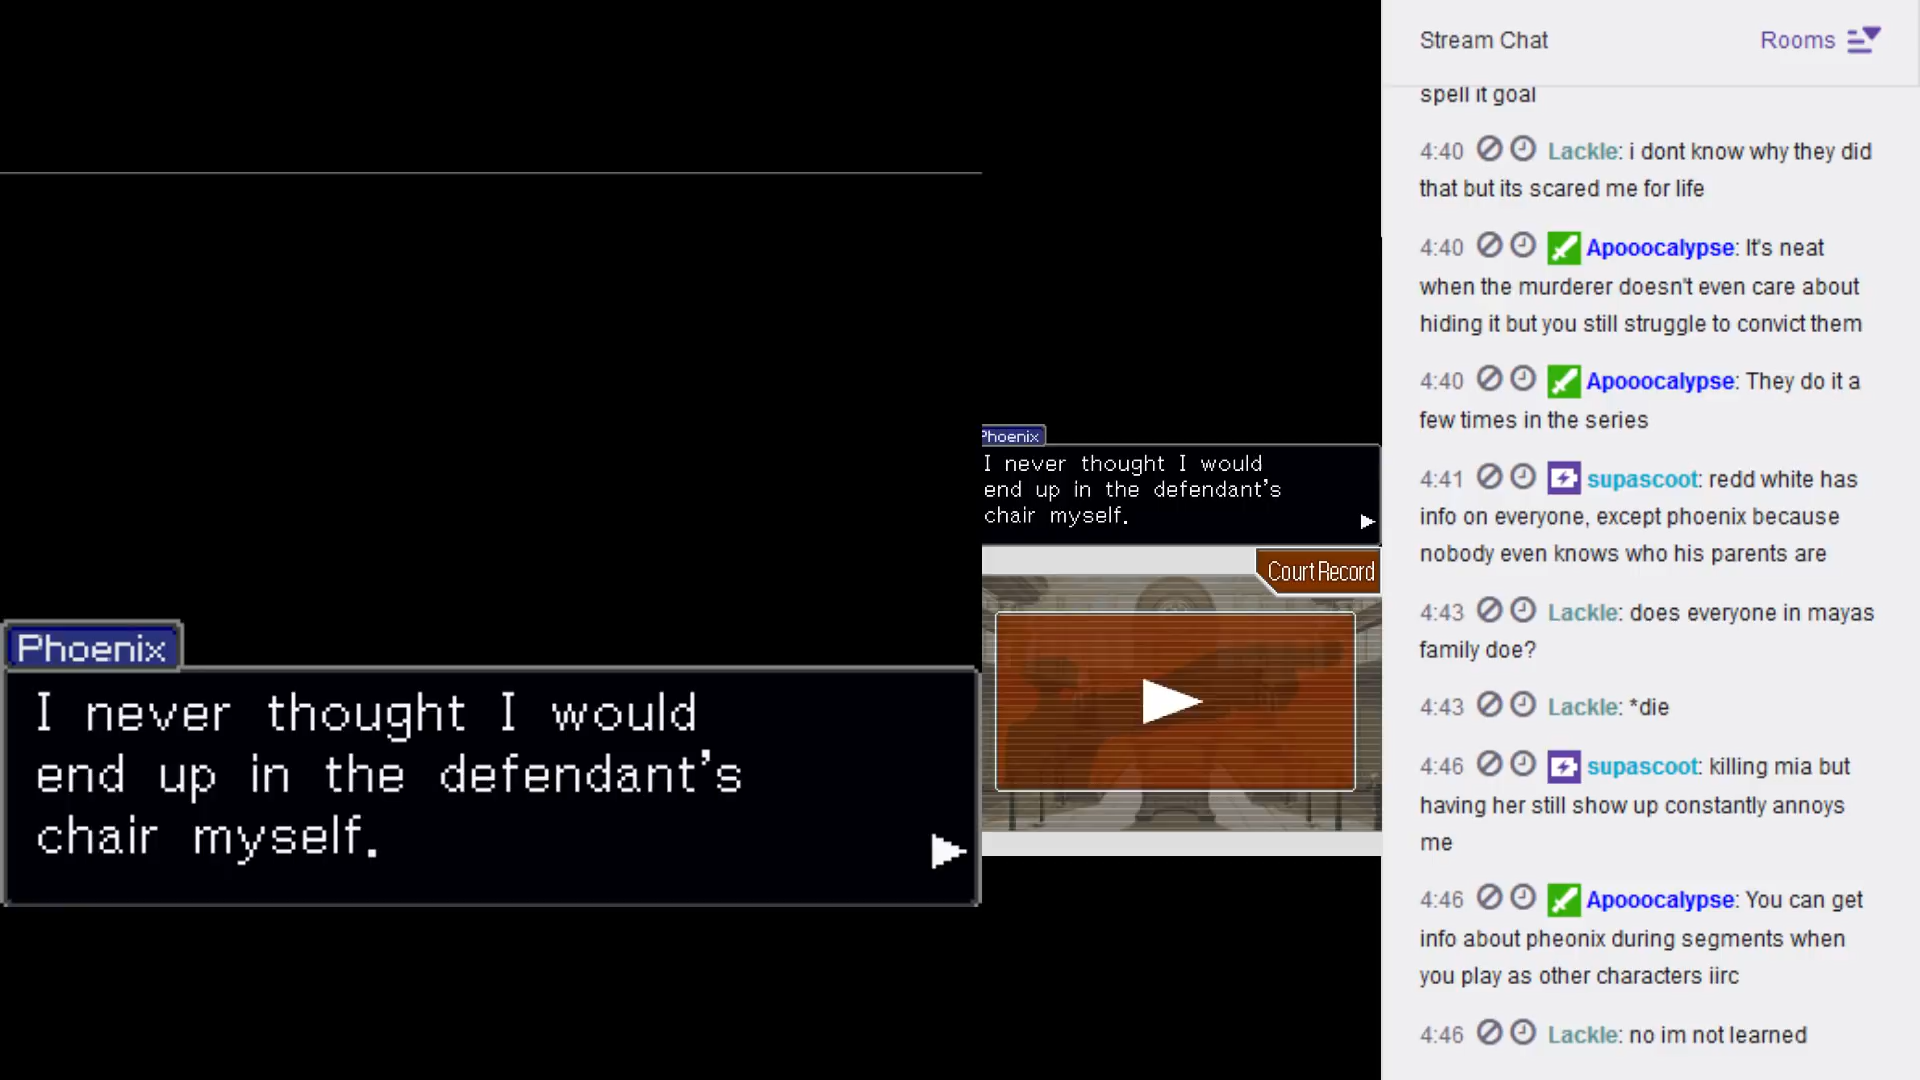 Phoenix
I never thought I would
end up in the defendant's
chair myself.
Phoenix
I never thought I would
end up in the defendant's
chair myself.
Court Record
Stream Chat
Rooms
spell it goal
4:40 Lackle: i dont know why they did
that but its scared me for life
4:40 Apooocalypse: It's neat
when the murderer doesn't even care about
hiding it but you still struggle to convict them
4:40 Apooocalypse: They do it a
few times in the series
4:41 supascoot: redd white has
info on everyone, except phoenix because
nobody even knows who his parents are
4:43 Lackle: does everyone in mayas
family doe?
4:43 Lackle: *die
4:46 supascoot: killing mia but
having her still show up constantly annoys
me
4:46 Apooocalypse: You can get
info about pheonix during segments when
you play as other characters iirc
4:46 Lackle: no im not learned